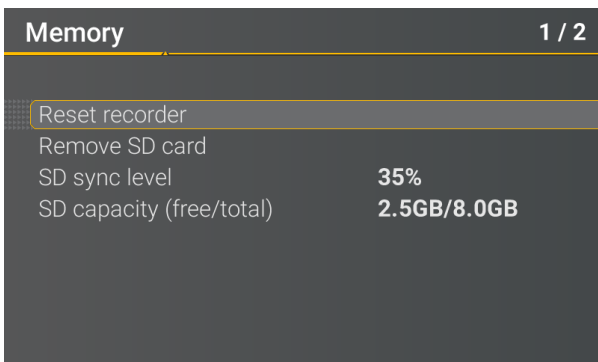 Memory 1 / 2
Reset recorder
Remove SD card
SD sync level 35%
SD capacity (free/total) 2.5GB/8.0GB